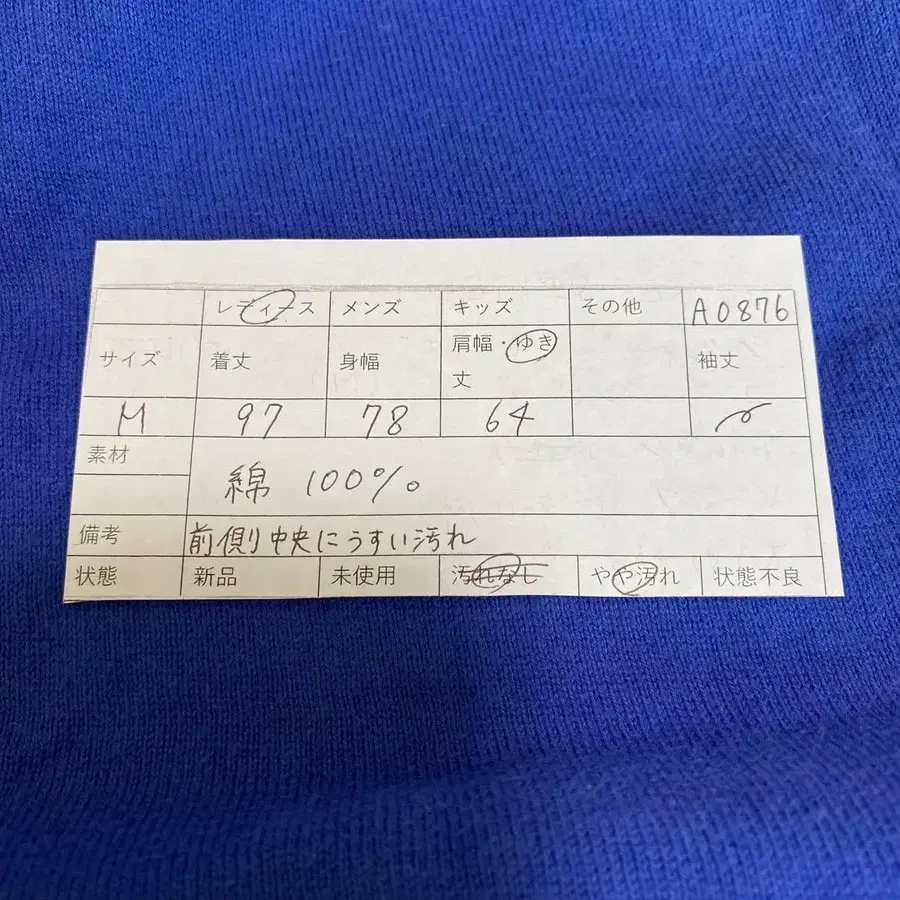 レディース メンズ キッズ その他 A0876
サイズ 着丈 身幅 肩幅・ゆき丈 袖丈
M 97 78 64
素材 綿 100%
備考 前側中央にうすい汚れ
状態 新品 未使用 汚れなし やや汚れ 状態不良